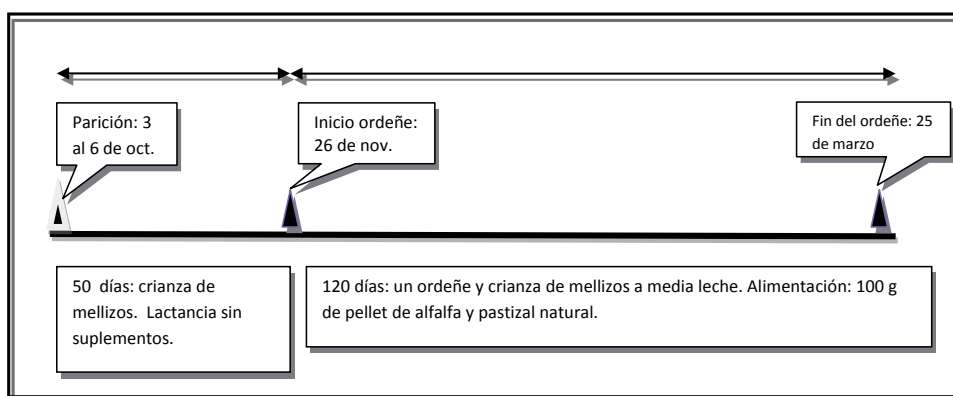 Parición: 3
al 6 de oct.
Inicio ordeñe:
26 de nov.
Fin del ordeñe: 25
de marzo
50 días: crianza de
mellizos. Lactancia sin
suplementos.
120 días: un ordeñe y crianza de mellizos a media leche. Alimentación: 100 g
de pellet de alfalfa y pastizal natural.